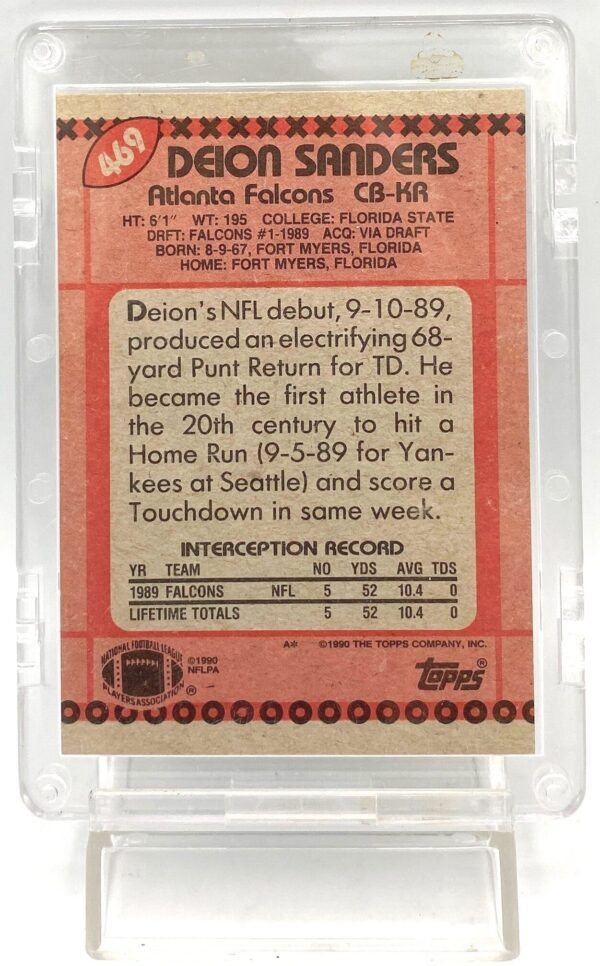 469
DEION SANDERS
Atlanta Falcons CB-KR
HT: 6'1" WT: 195 COLLEGE: FLORIDA STATE
DRFT: FALCONS #1-1989 ACQ: VIA DRAFT
BORN: 8-9-67, FORT MYERS, FLORIDA
HOME: FORT MYERS, FLORIDA
Deion's NFL debut, 9-10-89,
produced an electrifying 68-
yard Punt Return for TD. He
became the first athlete in
the 20th century to hit a
Home Run (9-5-89 for Yan-
kees at Seattle) and score a
Touchdown in same week.
INTERCEPTION RECORD
YR TEAM NO YDS AVG TDS
1989 FALCONS NFL 5 52 10.4 0
LIFETIME TOTALS 5 52 10.4 0
A* ©1990 THE TOPPS COMPANY, INC.
NATIONAL FOOTBALL LEAGUE
PLAYERS ASSOCIATION ®
©1990
NFLPA
TOPPS®